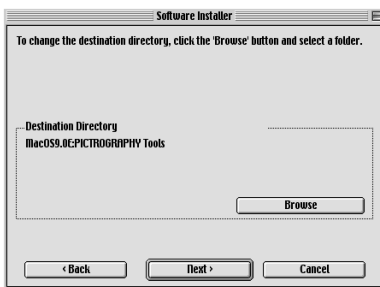 Software Installer
To change the destination directory, click the 'Browse' button and select a folder.
Destination Directory
MacOS9.0E:PICTROGRAPHY Tools
Browse
‹ Back
Next ›
Cancel